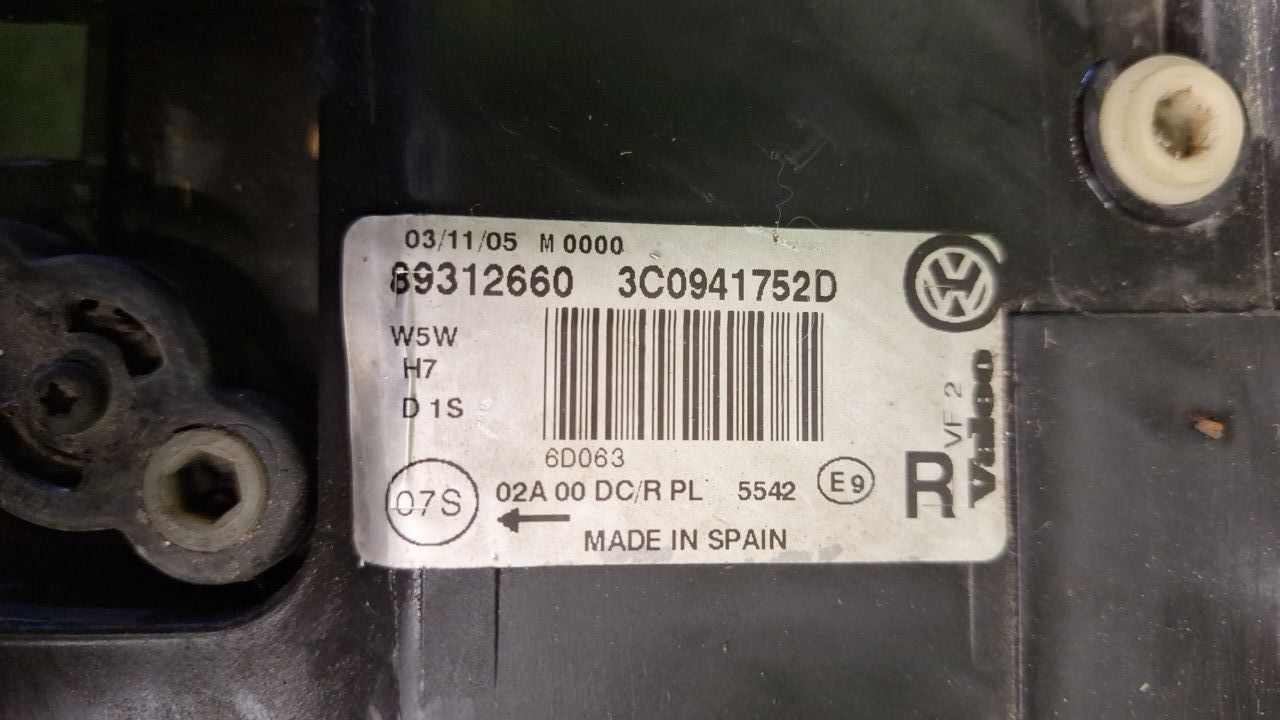 03/11/05 M 0000
89312660 3C0941752D
W5W
H7
D 1S
6D063
07S
02A 00 DC/R PL 5542 E9
MADE IN SPAIN
R
VF 2
Valeo
VW